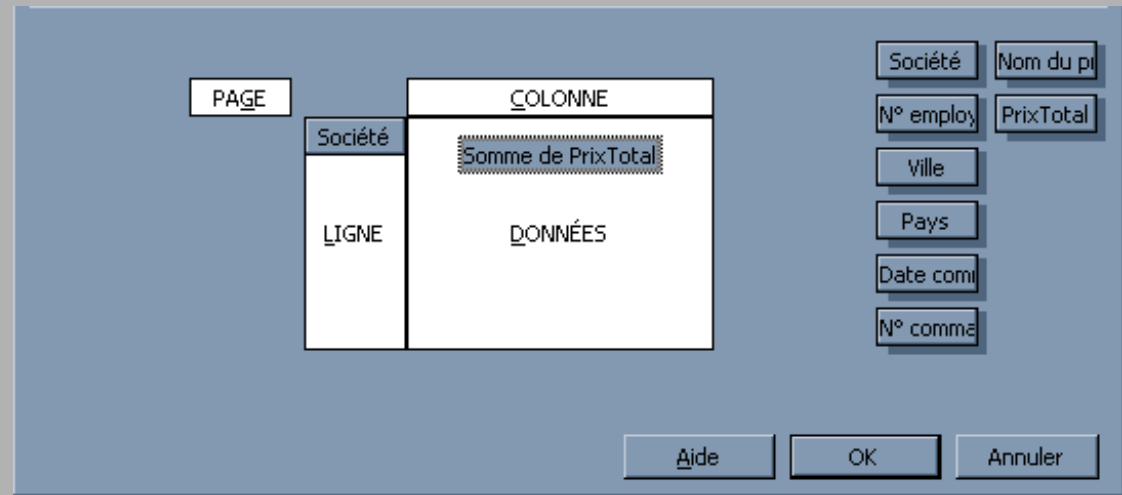 Société Nom du p
PAGE COLONNE
N° employ PrixTotal
Société
Somme de PrixTotal
Ville
Pays
LIGNE DONNÉES
Date com
N° comma
Aide OK Annuler